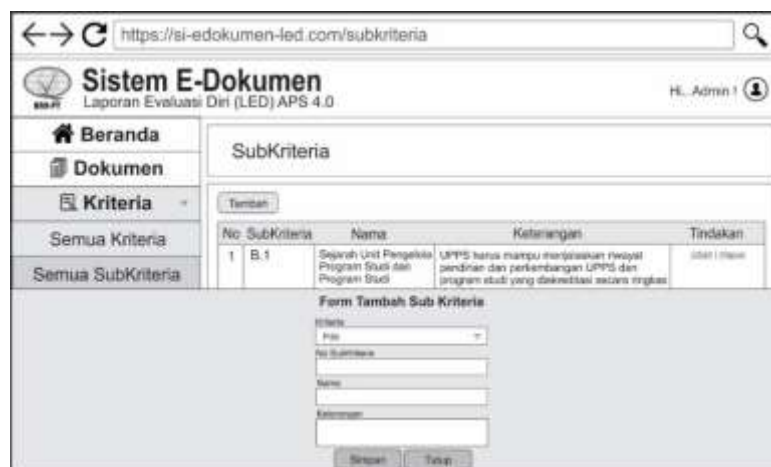 https://si-edokumen-led.com/subkriteria
Sistem E-Dokumen
Laporan Evaluasi Diri (LED) APS 4.0
BAN-PT
Hi.. Admin !
Beranda
Dokumen
Kriteria
Semua Kriteria
Semua SubKriteria
SubKriteria
Tambah
No SubKriteria Nama Keterangan Tindakan
1 B.1 Sejarah Unit Pengelola UPPS harus mampu menjelaskan riwayat
Program Studi dan pendirian dan perkembangan UPPS dan
Program Studi program studi yang diakreditasi secara ringkas
Form Tambah Sub Kriteria
Kriteria
No SubKriteria
Nama
Keterangan
Simpan Tutup